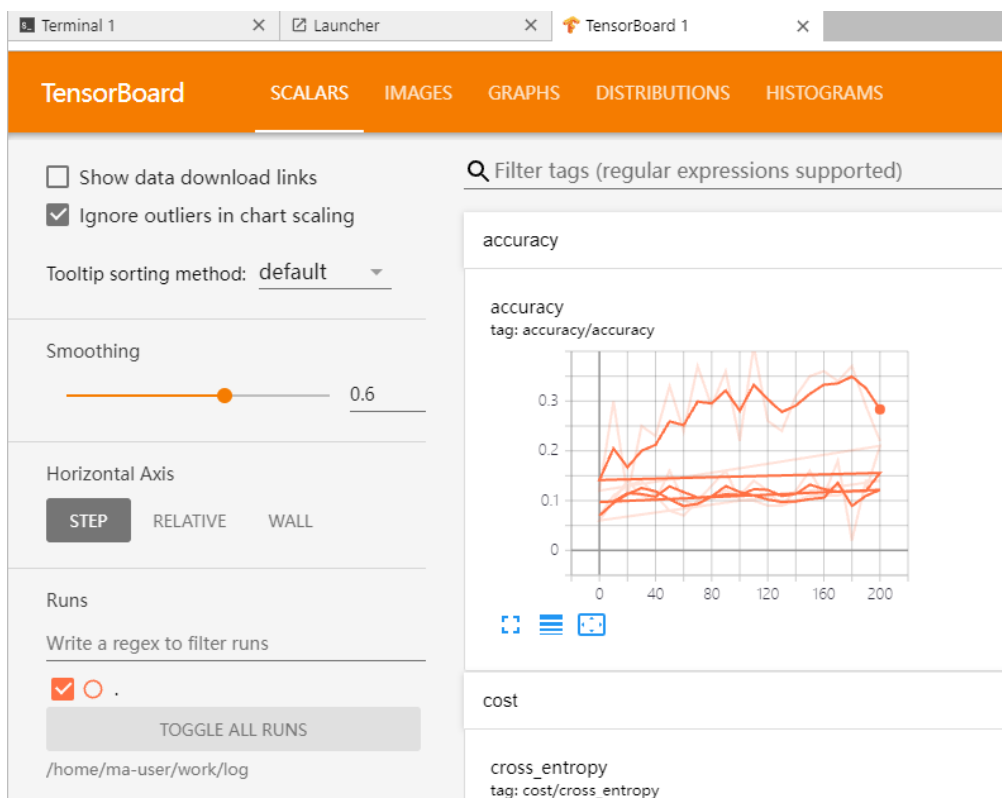 Terminal 1
Launcher
TensorBoard 1
TensorBoard
SCALARS
IMAGES
GRAPHS
DISTRIBUTIONS
HISTOGRAMS
Show data download links
Ignore outliers in chart scaling
Tooltip sorting method: default
Smoothing
0.6
Horizontal Axis
STEP
RELATIVE
WALL
Runs
Write a regex to filter runs
.
TOGGLE ALL RUNS
/home/ma-user/work/log
Filter tags (regular expressions supported)
accuracy
accuracy
tag: accuracy/accuracy
0.3
0.2
0.1
0
0 40 80 120 160 200
cost
cross_entropy
tag: cost/cross_entropy